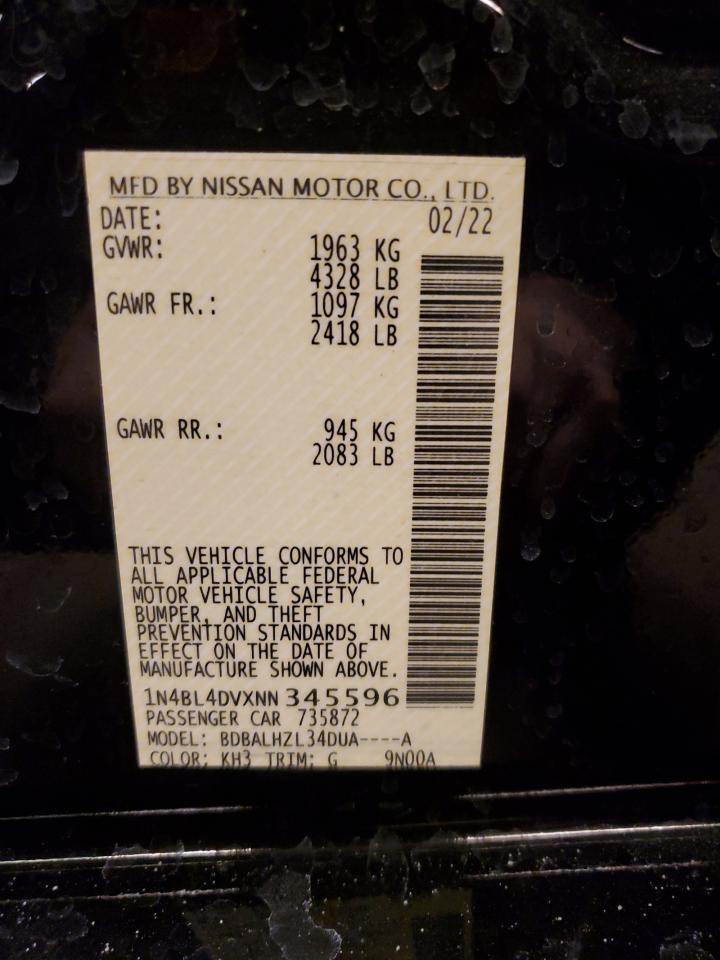 MFD BY NISSAN MOTOR CO., LTD.
DATE: 02/22
GVWR: 1963 KG
4328 LB
GAWR FR.: 1097 KG
2418 LB
GAWR RR.: 945 KG
2083 LB
THIS VEHICLE CONFORMS TO
ALL APPLICABLE FEDERAL
MOTOR VEHICLE SAFETY,
BUMPER, AND THEFT
PREVENTION STANDARDS IN
EFFECT ON THE DATE OF
MANUFACTURE SHOWN ABOVE.
1N4BL4DVXNN 345596
PASSENGER CAR 735872
MODEL: BDBALHZL34DUA----A
COLOR: KH3 TRIM: G 9N00A